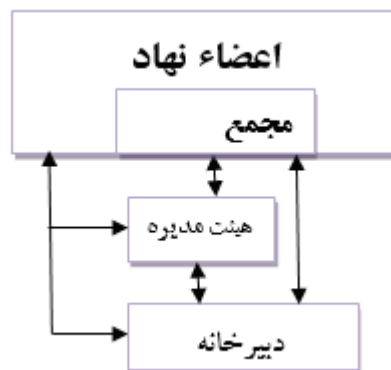 اعضاء نهاد
مجمع
هیئت مدیره
دبیرخانه